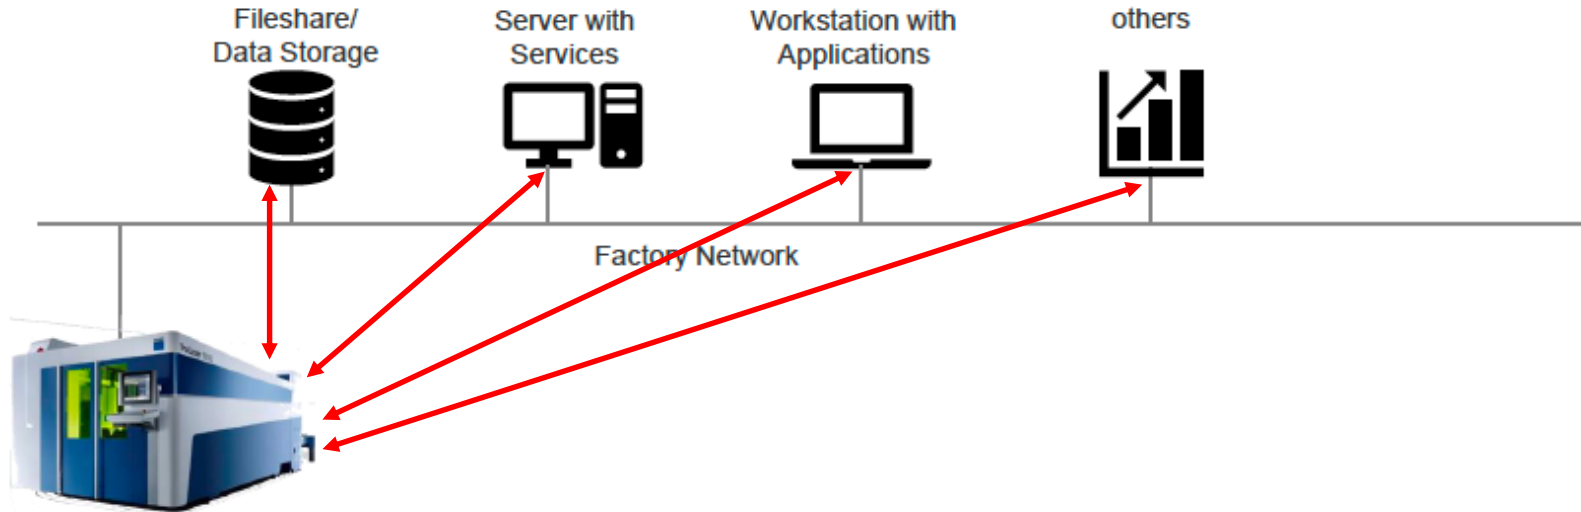 Fileshare/
Data Storage
Server with
Services
Workstation with
Applications
others
Factory Network